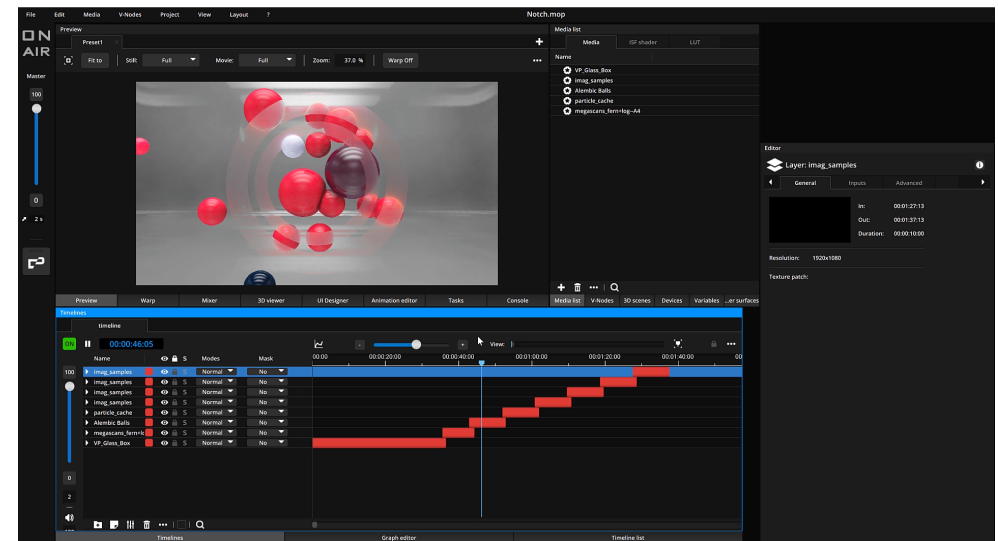 File Edit Media V-Nodes Project View Layout ? Notch.mop
ON AIR
Master
100
0
2 s
Preview
Preset1
Fit to Still: Full Movie: Full Zoom: 37.0 % Warp Off
Preview Warp Mixer 3D viewer UI Designer Animation editor Tasks Console
Media list
Media ISF shader LUT
Name
VP_Glass_Box
imag_samples
Alembic Balls
particle_cache
megascans_fern+log--A4
Media list V-Nodes 3D scenes Devices Variables ...er surfaces
Editor
Layer: imag_samples
General Inputs Advanced
In: 00:01:27:13
Out: 00:01:37:13
Duration: 00:00:10:00
Resolution: 1920x1080
Texture patch:
Timelines
timeline
ON 00:00:46:05 - + View:
Name S Modes Mask 00:00 00:00:20:00 00:00:40:00 00:01:00:00 00:01:20:00 00:01:40:00 00
100 imag_samples S Normal No
imag_samples S Normal No
imag_samples S Normal No
particle_cache S Normal No
Alembic Balls S Normal No
megascans_fern+lo S Normal No
VP_Glass_Box S Normal No
0
2
Timelines Graph editor Timeline list